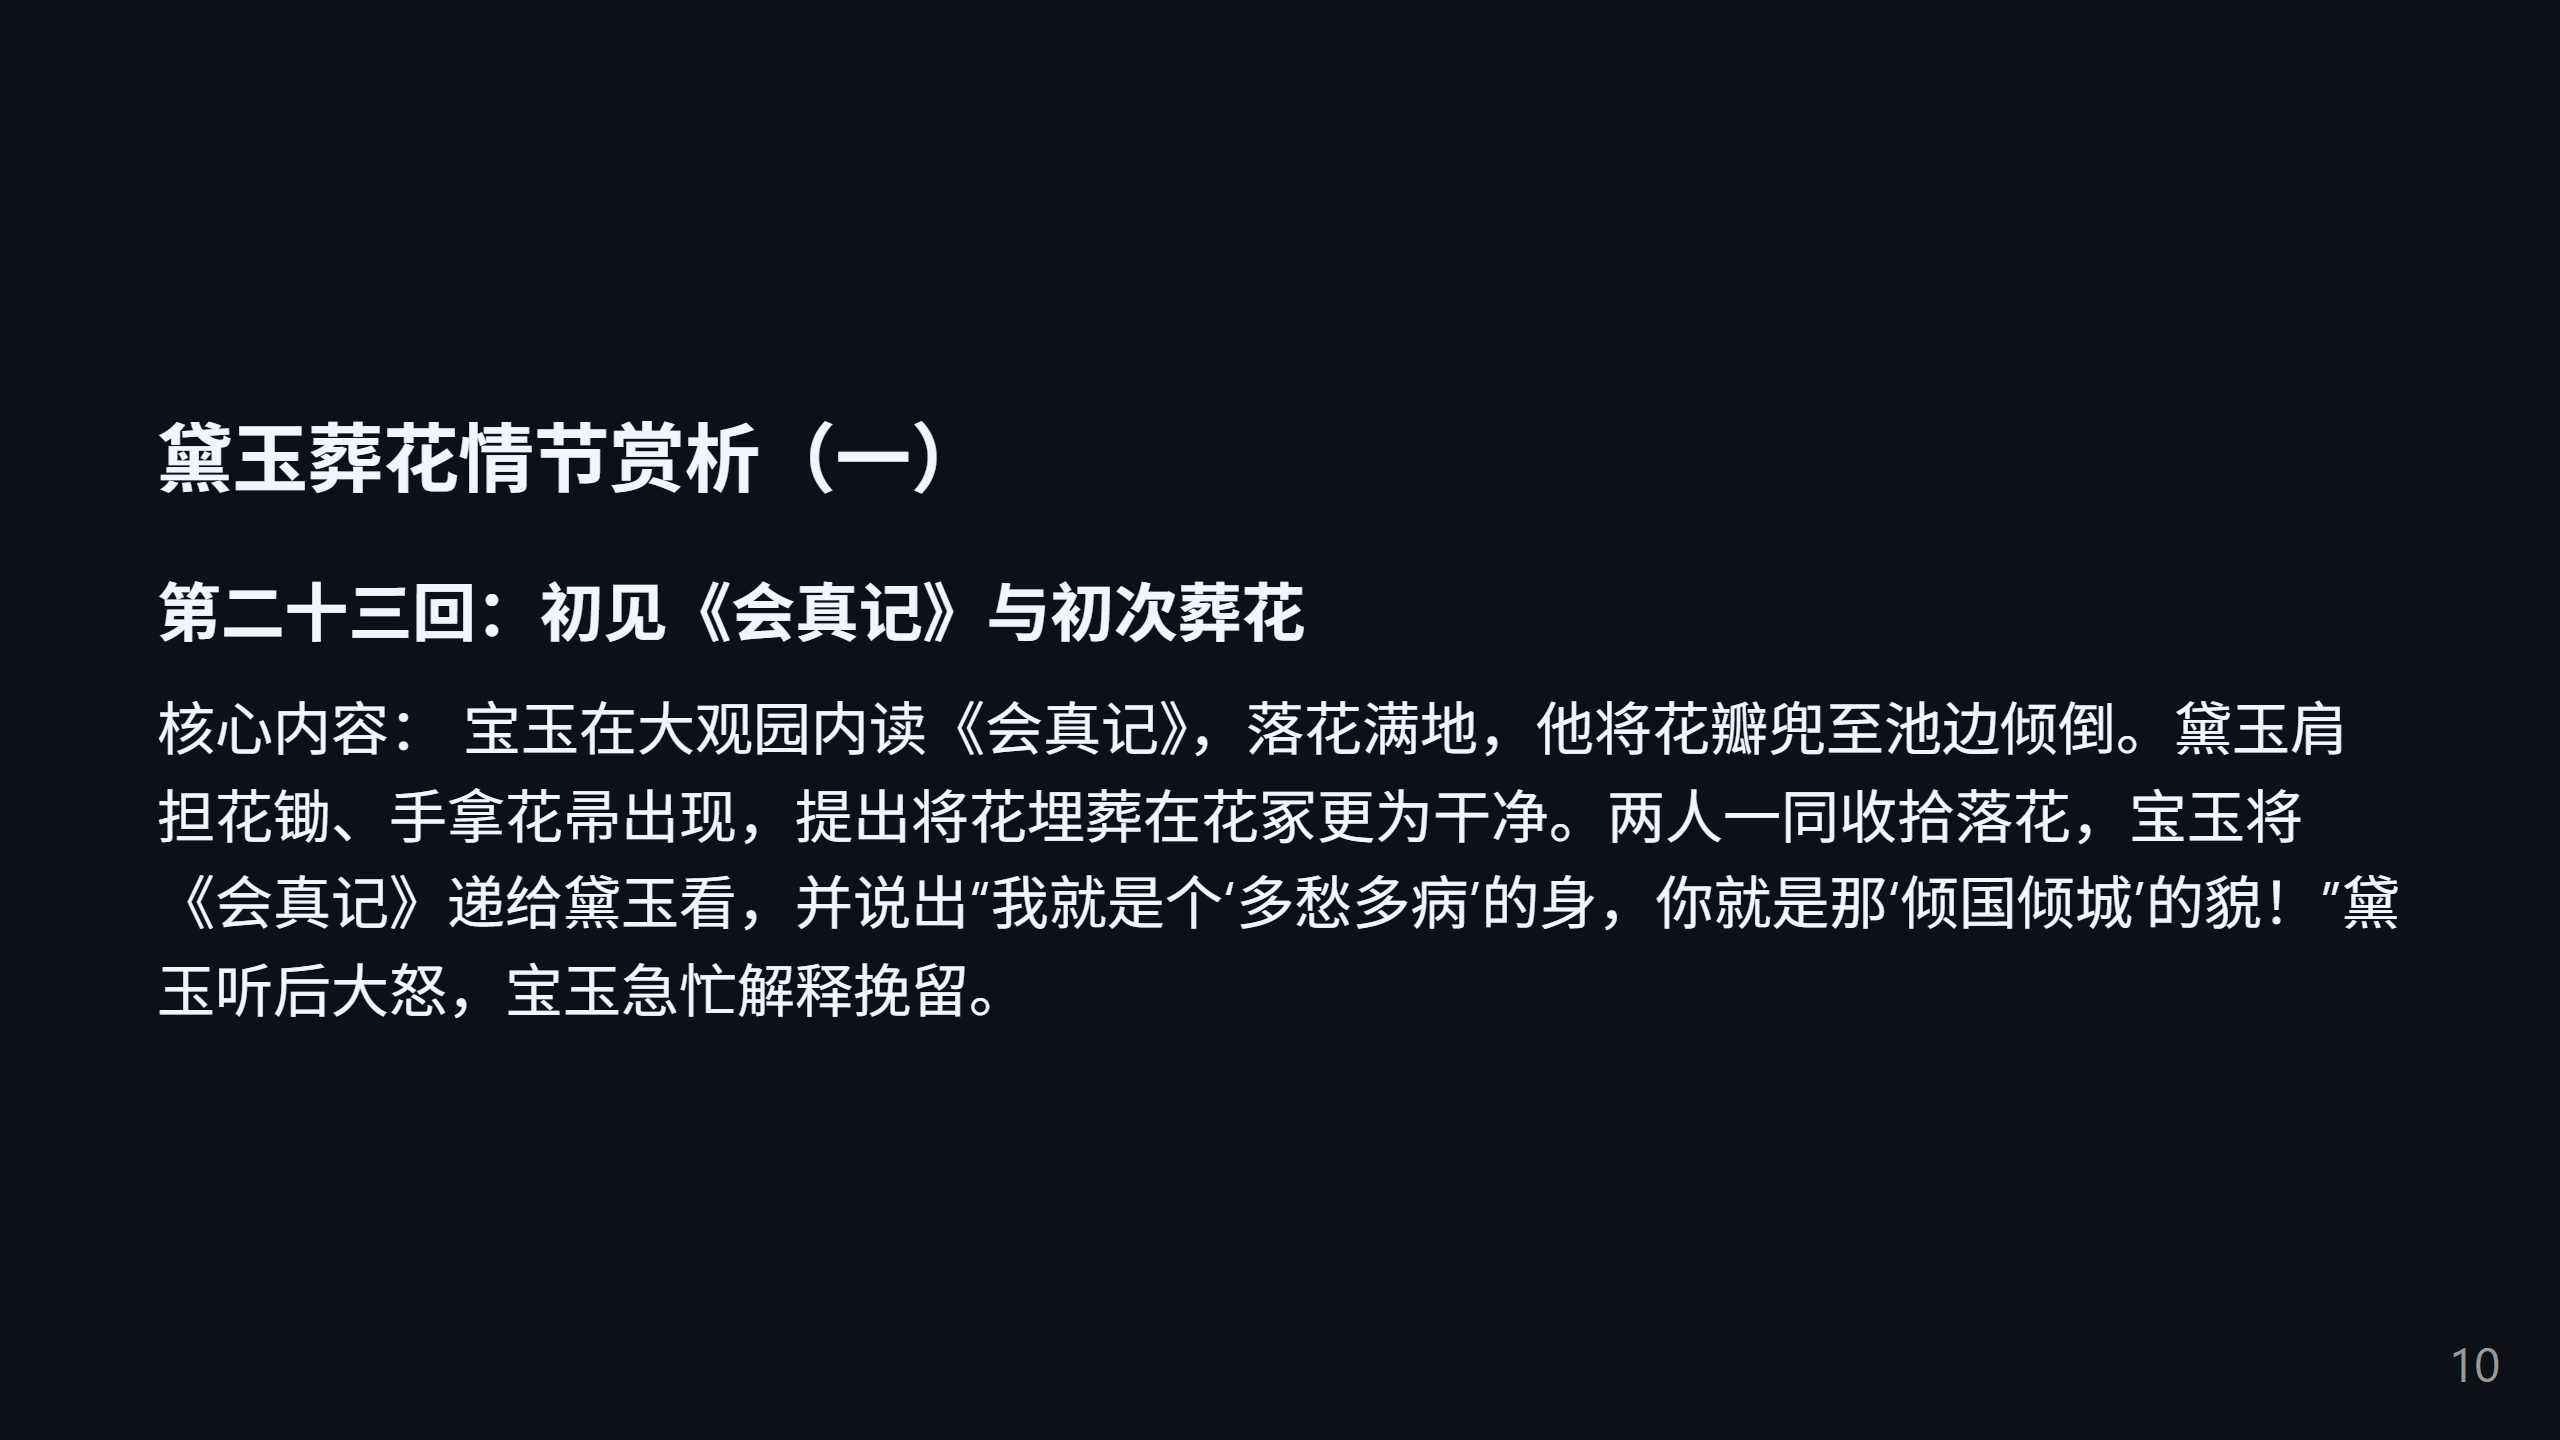 黛玉葬花情节赏析（一）
第二十三回：初见《会真记》与初次葬花
核心内容： 宝玉在大观园内读《会真记》，落花满地，他将花瓣兜至池边倾倒。黛玉肩
担花锄、手拿花帚出现，提出将花埋葬在花冢更为干净。两人一同收拾落花，宝玉将
《会真记》递给黛玉看，并说出“我就是个‘多愁多病’的身，你就是那‘倾国倾城’的貌！”黛
玉听后大怒，宝玉急忙解释挽留。
10